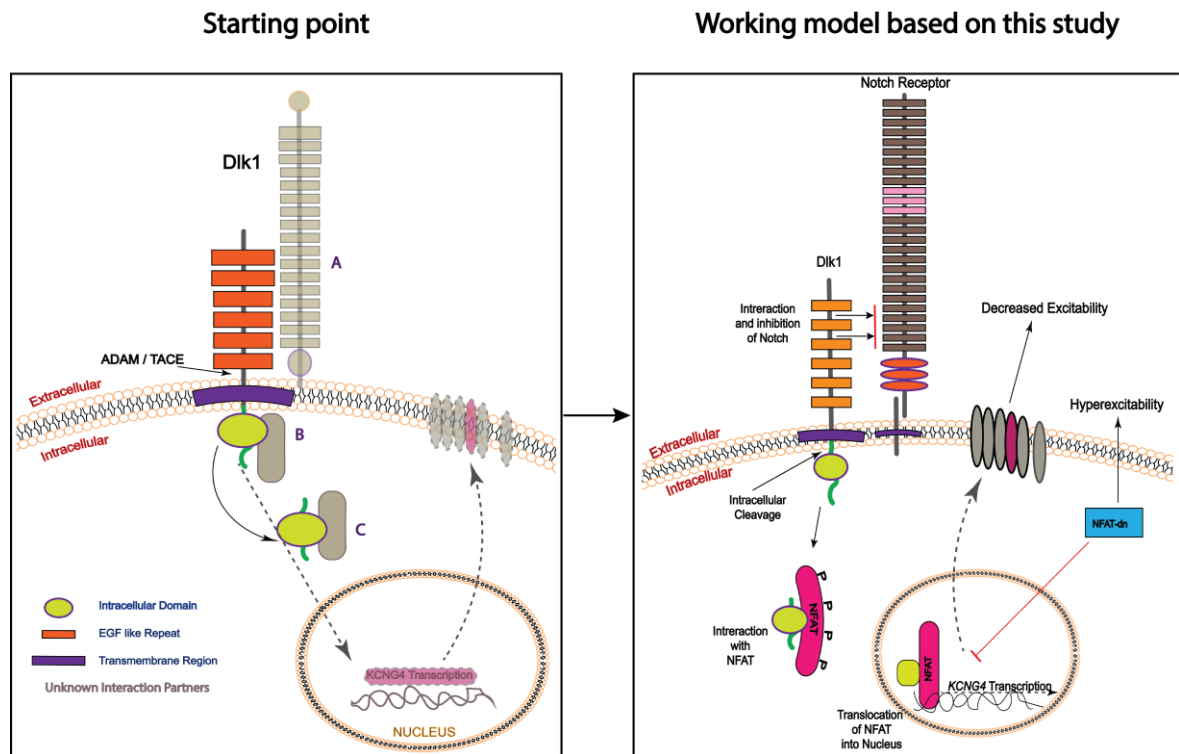 Starting point
Working model based on this study
Dlk1
A
ADAM / TACE
Extracellular
Intracellular
B
C
Intracellular Domain
EGF like Repeat
Transmembrane Region
Unknown Interaction Partners
KCNG4 Transcription
NUCLEUS
Notch Receptor
Dlk1
Intreraction
and inhibition
of Notch
Decreased Excitability
Hyperexcitability
Extracellular
Intracellular
Intracellular
Cleavage
NFAT-dn
P
P
P
P
NFAT
Intreraction
with
NFAT
NFAT
KCNG4 Transcription
Translocation
of NFAT
into Nucleus